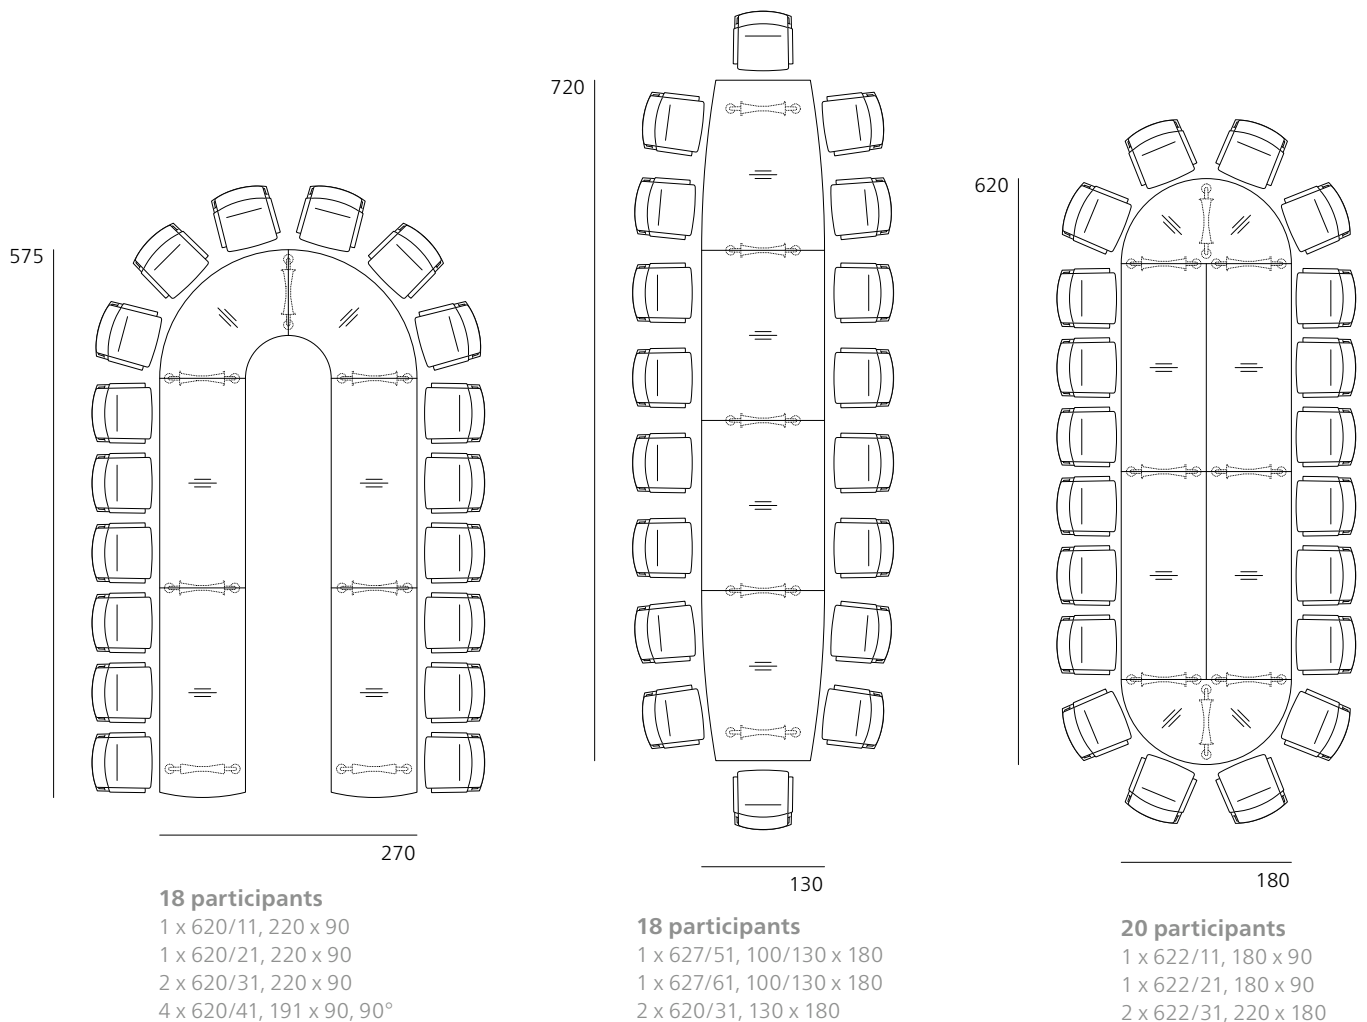 575
270
18 participants
1 x 620/11, 220 x 90
1 x 620/21, 220 x 90
2 x 620/31, 220 x 90
4 x 620/41, 191 x 90, 90°
720
130
18 participants
1 x 627/51, 100/130 x 180
1 x 627/61, 100/130 x 180
2 x 620/31, 130 x 180
620
180
20 participants
1 x 622/11, 180 x 90
1 x 622/21, 180 x 90
2 x 622/31, 220 x 180